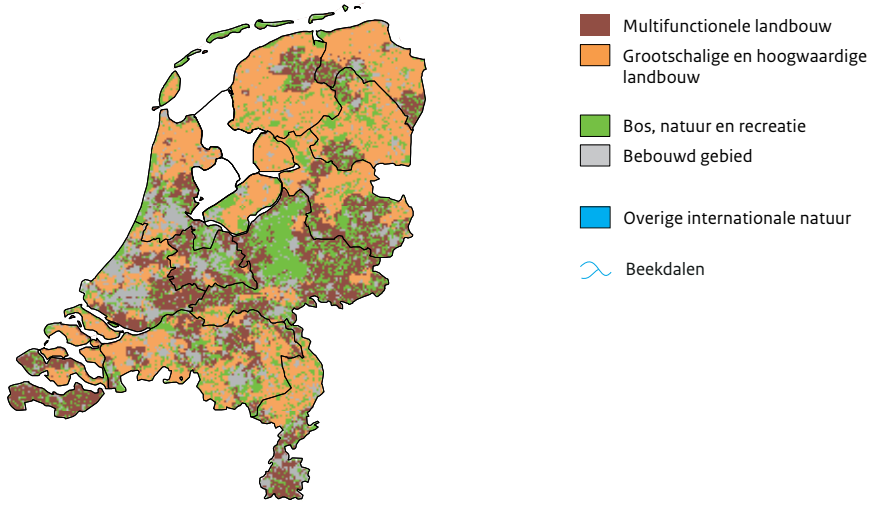 Multifunctionele landbouw
Grootschalige en hoogwaardige
landbouw
Bos, natuur en recreatie
Bebouwd gebied
Overige internationale natuur
Beekdalen